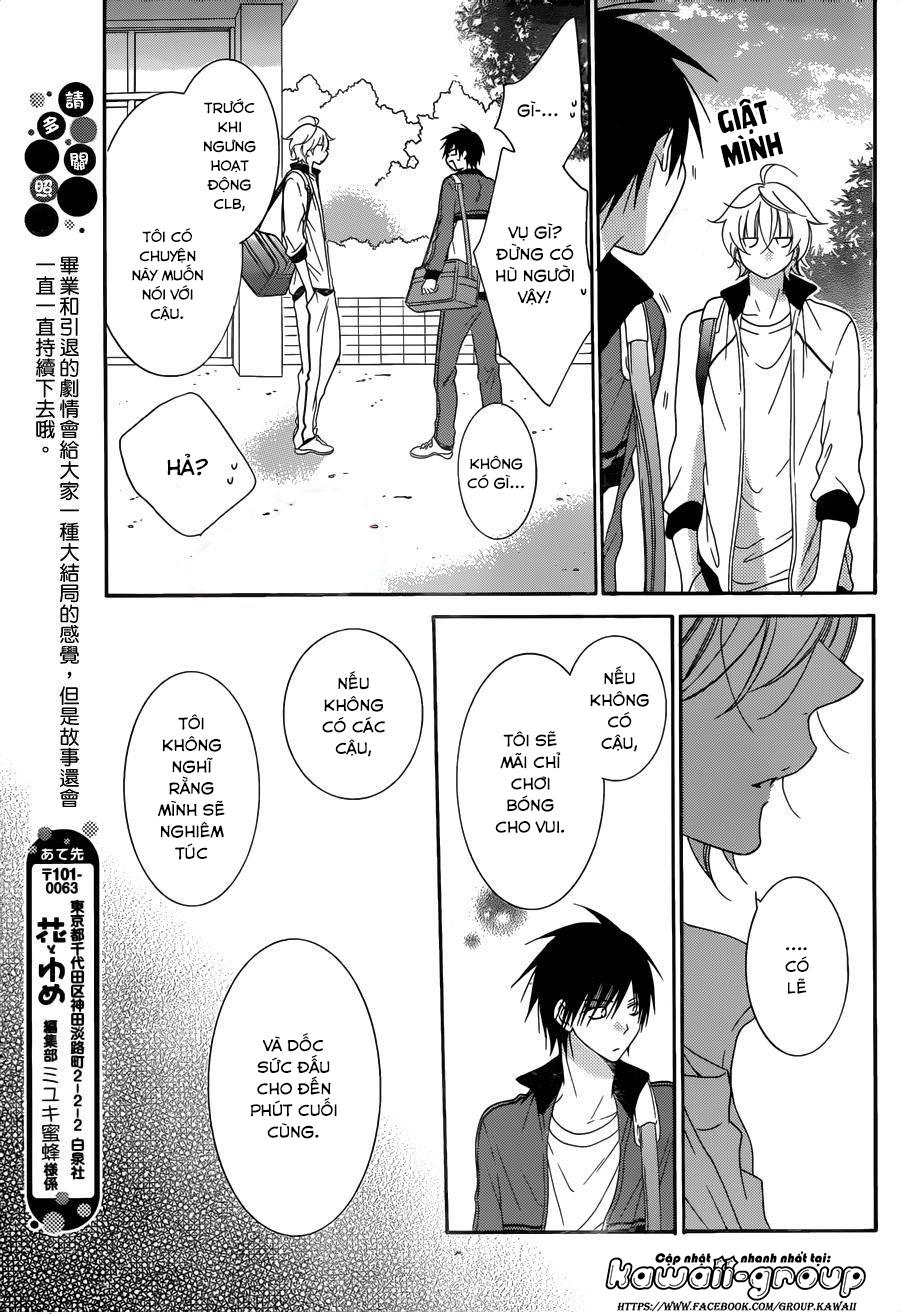 GIẬT
MÌNH
GÌ-...
VỤ GÌ?
ĐỪNG CÓ
HÙ NGƯỜI
VẬY!
KHÔNG
CÓ GÌ...
TRƯỚC
KHI
NGƯNG
HOẠT
ĐỘNG
CLB,
TÔI CÓ
CHUYỆN
NÀY MUỐN
NÓI VỚI
CẬU.
HẢ?
....
CÓ
LẼ
NẾU
KHÔNG
CÓ
CẬU,
TÔI SẼ
MÃI CHỈ
CHƠI
BÓNG
CHO VUI.
NẾU
KHÔNG
CÓ CÁC
CẬU,
TÔI
KHÔNG
NGHĨ
RẰNG
MÌNH SẼ
NGHIÊM
TÚC
VÀ DỐC
SỨC ĐẤU
CHO ĐẾN
PHÚT CUỐI
CÙNG.
請多關照
畢業和引退的劇情會給大家一種大結局的感覺，但是故事還會
一直一直持續下去哦。
あて先
〒101-
0063
東京都千代田区神田淡路町2-2-2 白泉社
花とゆめ 編集部 ミユキ蜜蜂様係
Cập nhật nhanh nhất tại:
kawaii-group
HTTPS://WWW.FACEBOOK.COM/GROUP.KAWAII